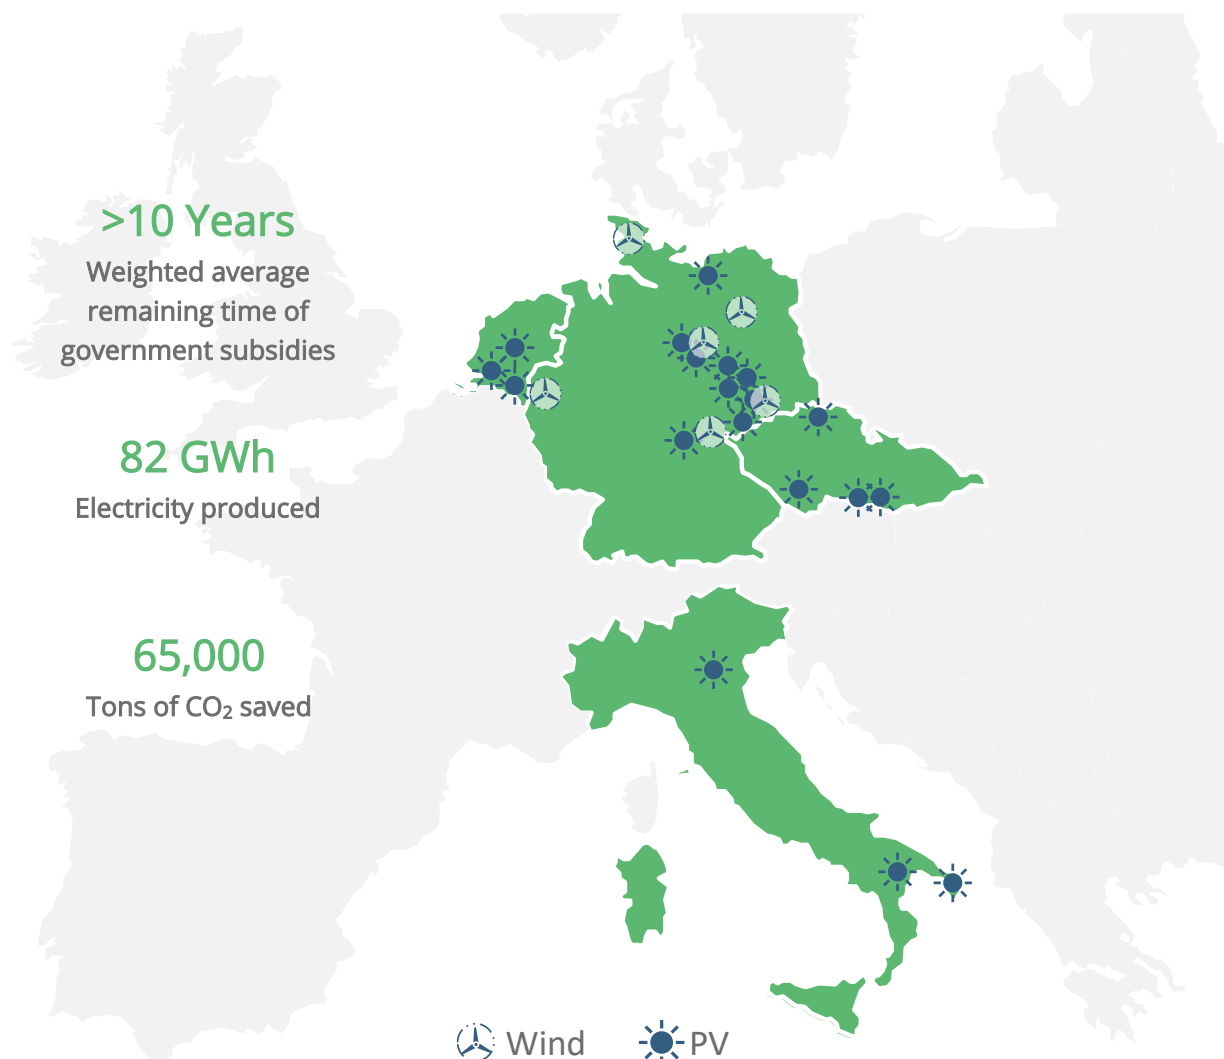 >10 Years
Weighted average
remaining time of
government subsidies
82 GWh
Electricity produced
65,000
Tons of CO₂ saved
Wind
PV